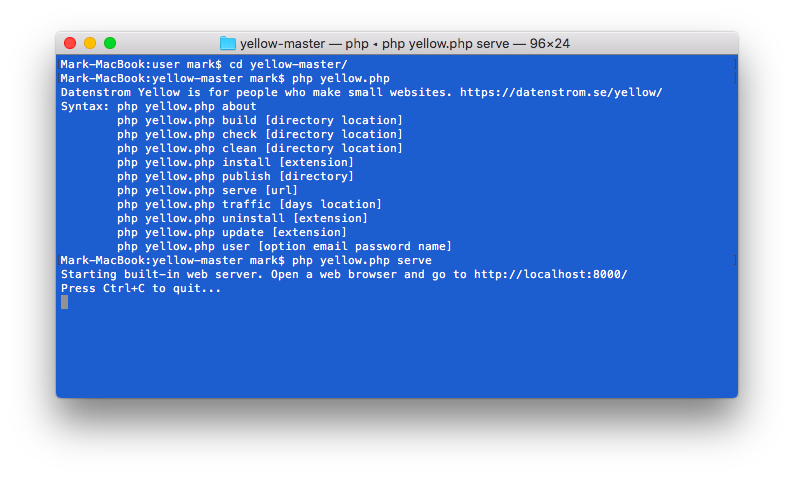 yellow-master — php ◂ php yellow.php serve — 96×24
Mark-MacBook:user mark$ cd yellow-master/
Mark-MacBook:yellow-master mark$ php yellow.php
Datenstrom Yellow is for people who make small websites. https://datenstrom.se/yellow/
Syntax: php yellow.php about
        php yellow.php build [directory location]
        php yellow.php check [directory location]
        php yellow.php clean [directory location]
        php yellow.php install [extension]
        php yellow.php publish [directory]
        php yellow.php serve [url]
        php yellow.php traffic [days location]
        php yellow.php uninstall [extension]
        php yellow.php update [extension]
        php yellow.php user [option email password name]
Mark-MacBook:yellow-master mark$ php yellow.php serve
Starting built-in web server. Open a web browser and go to http://localhost:8000/
Press Ctrl+C to quit...